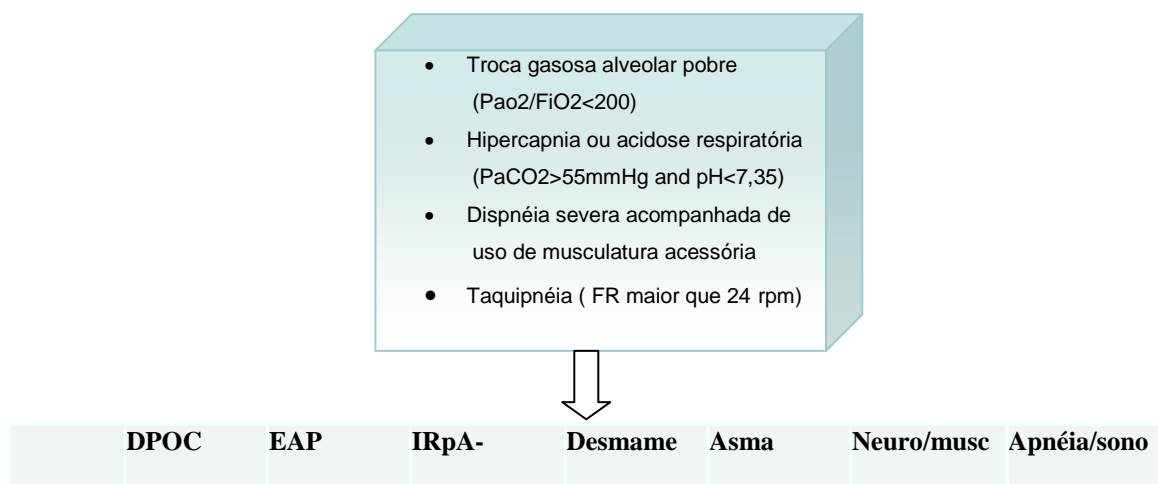 • Troca gasosa alveolar pobre
(Pao2/FiO2<200)
• Hipercapnia ou acidose respiratória
(PaCO2>55mmHg and pH<7,35)
• Dispnéia severa acompanhada de
uso de musculatura acessória
• Taquipnéia ( FR maior que 24 rpm)
DPOC EAP IRpA- Desmame Asma Neuro/musc Apnéia/sono